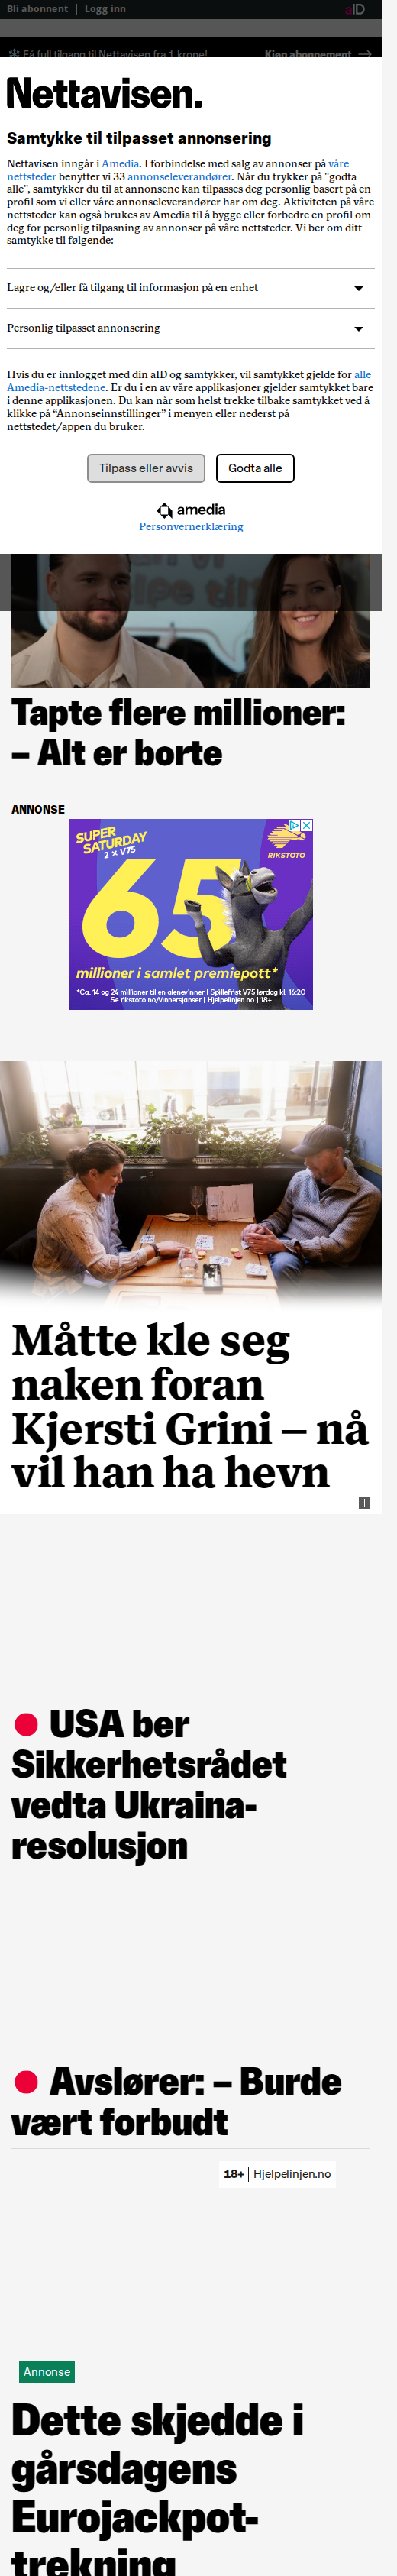 Bli abonnent | Logg inn
aID
Få full tilgang til Nettavisen fra 1 krone!
Kjøp abonnement →
Nettavisen.
Samtykke til tilpasset annonsering
Nettavisen inngår i Amedia. I forbindelse med salg av annonser på våre
nettsteder benytter vi 33 annonseleverandører. Når du trykker på "godta
alle", samtykker du til at annonsene kan tilpasses deg personlig basert på en
profil som vi eller våre annonseleverandører har om deg. Aktiviteten på våre
nettsteder kan også brukes av Amedia til å bygge eller forbedre en profil om
deg for personlig tilpasning av annonser på våre nettsteder. Vi ber om ditt
samtykke til følgende:
Lagre og/eller få tilgang til informasjon på en enhet
Personlig tilpasset annonsering
Hvis du er innlogget med din aID og samtykker, vil samtykket gjelde for alle
Amedia-nettstedene. Er du i en av våre applikasjoner gjelder samtykket bare
i denne applikasjonen. Du kan når som helst trekke tilbake samtykket ved å
klikke på “Annonseinnstillinger” i menyen eller nederst på
nettstedet/appen du bruker.
Tilpass eller avvis
Godta alle
amedia
Personvernerklæring
Tapte flere millioner:
– Alt er borte
ANNONSE
SUPER
SATURDAY
2 x V75
RIKSTOTO
65
millioner i samlet premiepott*
*Ca. 14 og 24 millioner til en alenevinner | Spillefrist V75 lørdag kl. 16:20
Se rikstoto.no/vinnersjanser | Hjelpelinjen.no | 18+
Måtte kle seg
naken foran
Kjersti Grini – nå
vil han ha hevn
USA ber
Sikkerhetsrådet
vedta Ukraina-
resolusjon
Avslører: – Burde
vært forbudt
18+ | Hjelpelinjen.no
Annonse
Dette skjedde i
gårsdagens
Eurojackpot-
trekning